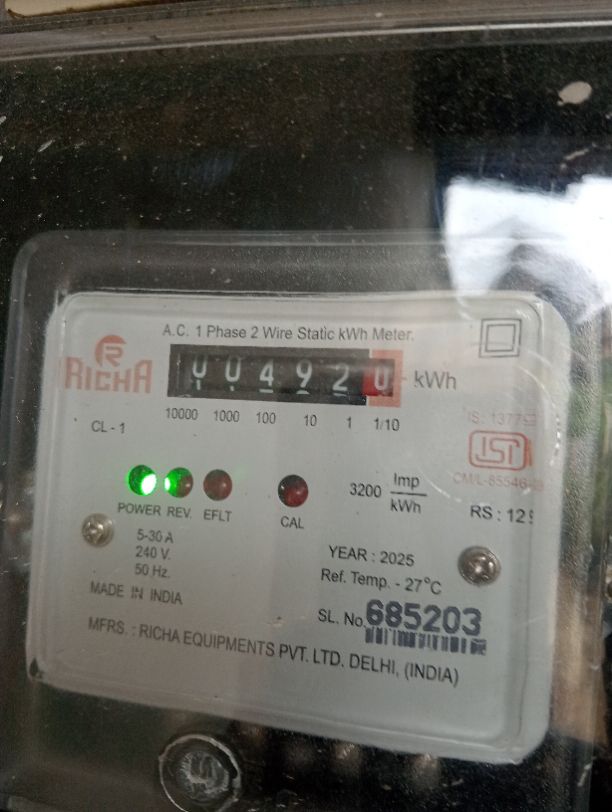 A.C. 1 Phase 2 Wire Static kWh Meter.
RICHA
004920 kWh
10000 1000 100 10 1 1/10
CL - 1
ISI
3200 Imp/kWh
RS : 12
POWER REV. EFLT CAL
5-30 A
240 V.
50 Hz.
YEAR : 2025
Ref. Temp. - 27°C
MADE IN INDIA
SL. No. 685203
MFRS. : RICHA EQUIPMENTS PVT. LTD. DELHI, (INDIA)